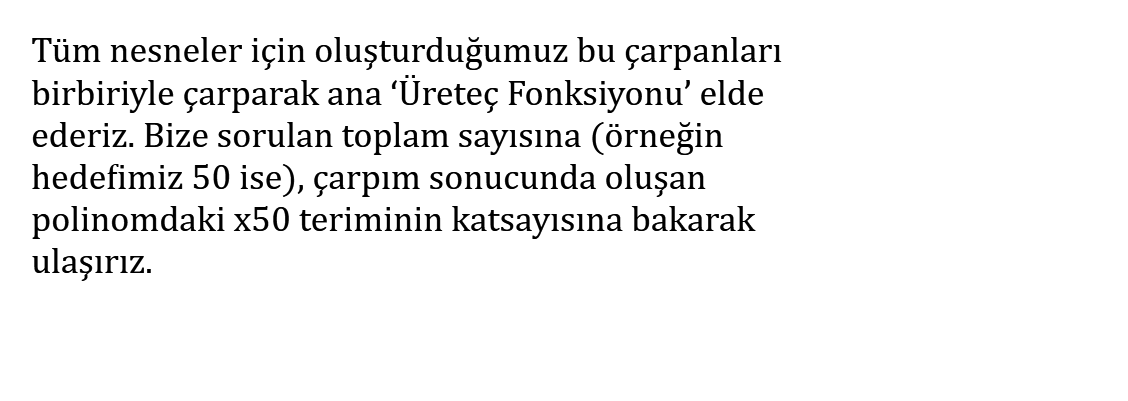 Tüm nesneler için oluşturduğumuz bu çarpanları
birbiriyle çarparak ana ‘Üreteç Fonksiyonu’ elde
ederiz. Bize sorulan toplam sayısına (örneğin
hedefimiz 50 ise), çarpım sonucunda oluşan
polinomdaki x50 teriminin katsayısına bakarak
ulaşırız.